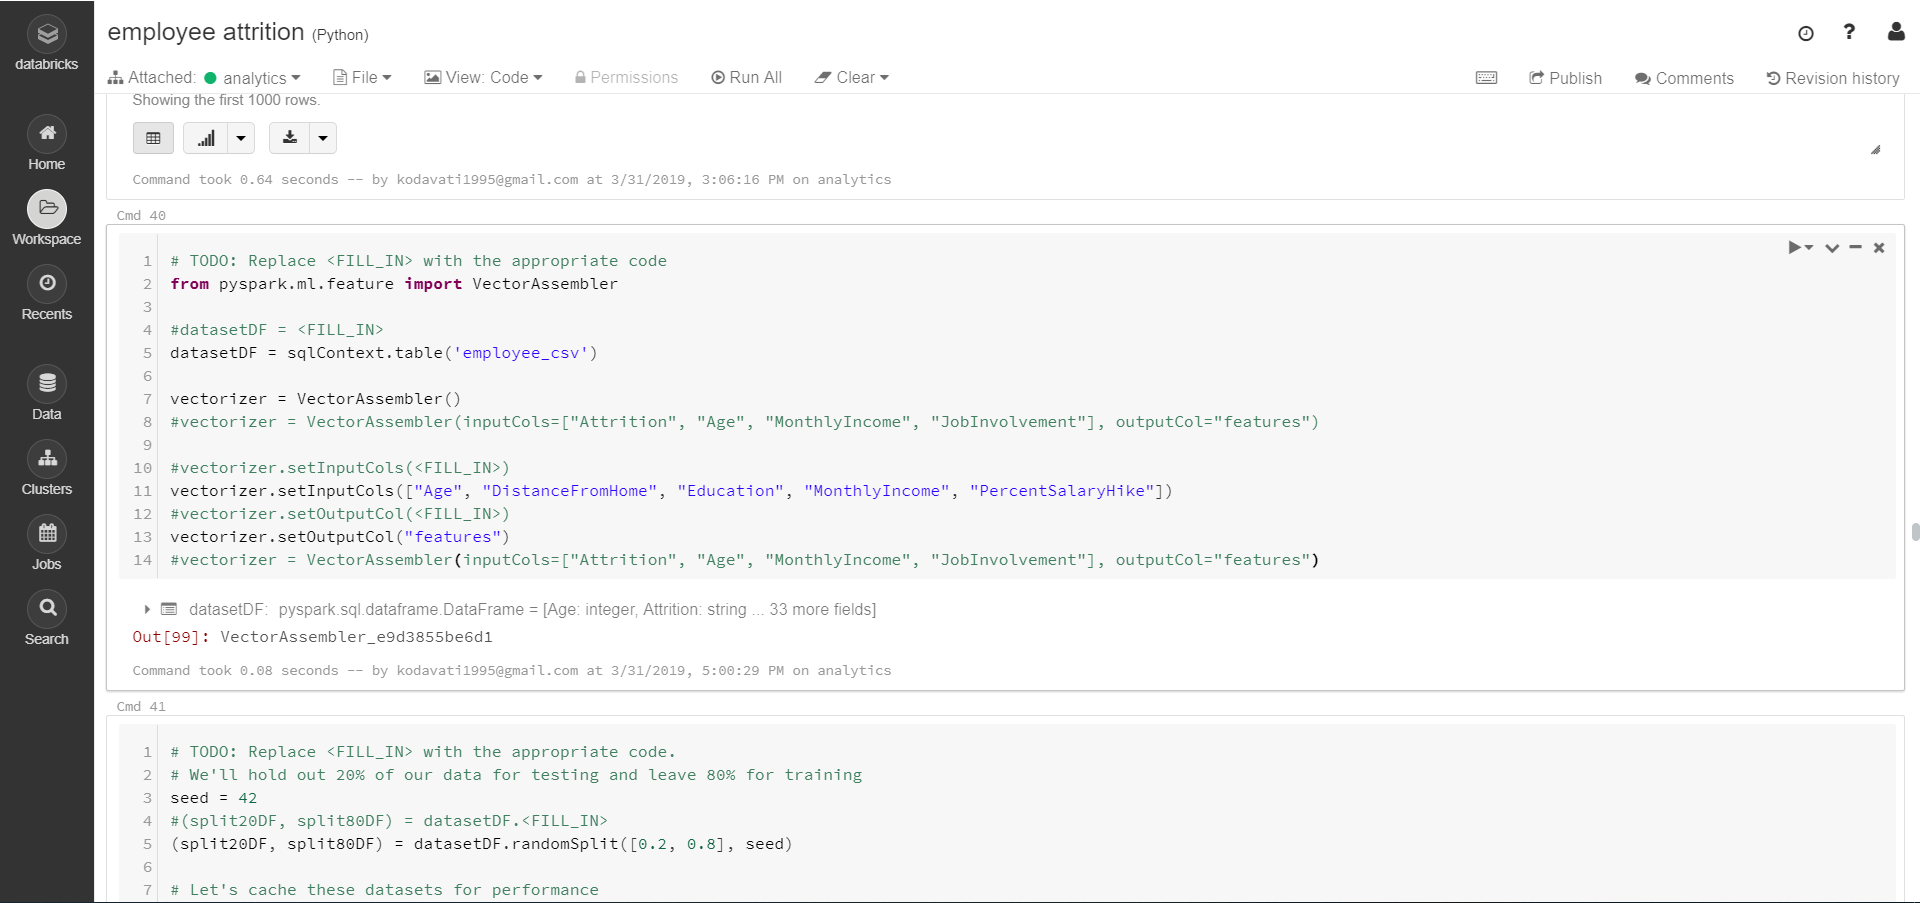 databricks
Home
Workspace
Recents
Data
Clusters
Jobs
Search
employee attrition (Python)
Attached: analytics File View: Code Permissions Run All Clear Publish Comments Revision history
Showing the first 1000 rows.
Command took 0.64 seconds -- by kodavati1995@gmail.com at 3/31/2019, 3:06:16 PM on analytics
Cmd 40
1 # TODO: Replace <FILL_IN> with the appropriate code
2 from pyspark.ml.feature import VectorAssembler
3
4 #datasetDF = <FILL_IN>
5 datasetDF = sqlContext.table('employee_csv')
6
7 vectorizer = VectorAssembler()
8 #vectorizer = VectorAssembler(inputCols=["Attrition", "Age", "MonthlyIncome", "JobInvolvement"], outputCol="features")
9
10 #vectorizer.setInputCols(<FILL_IN>)
11 vectorizer.setInputCols(["Age", "DistanceFromHome", "Education", "MonthlyIncome", "PercentSalaryHike"])
12 #vectorizer.setOutputCol(<FILL_IN>)
13 vectorizer.setOutputCol("features")
14 #vectorizer = VectorAssembler(inputCols=["Attrition", "Age", "MonthlyIncome", "JobInvolvement"], outputCol="features")
datasetDF: pyspark.sql.dataframe.DataFrame = [Age: integer, Attrition: string ... 33 more fields]
Out[99]: VectorAssembler_e9d3855be6d1
Command took 0.08 seconds -- by kodavati1995@gmail.com at 3/31/2019, 5:00:29 PM on analytics
Cmd 41
1 # TODO: Replace <FILL_IN> with the appropriate code.
2 # We'll hold out 20% of our data for testing and leave 80% for training
3 seed = 42
4 #(split20DF, split80DF) = datasetDF.<FILL_IN>
5 (split20DF, split80DF) = datasetDF.randomSplit([0.2, 0.8], seed)
6
7 # Let's cache these datasets for performance